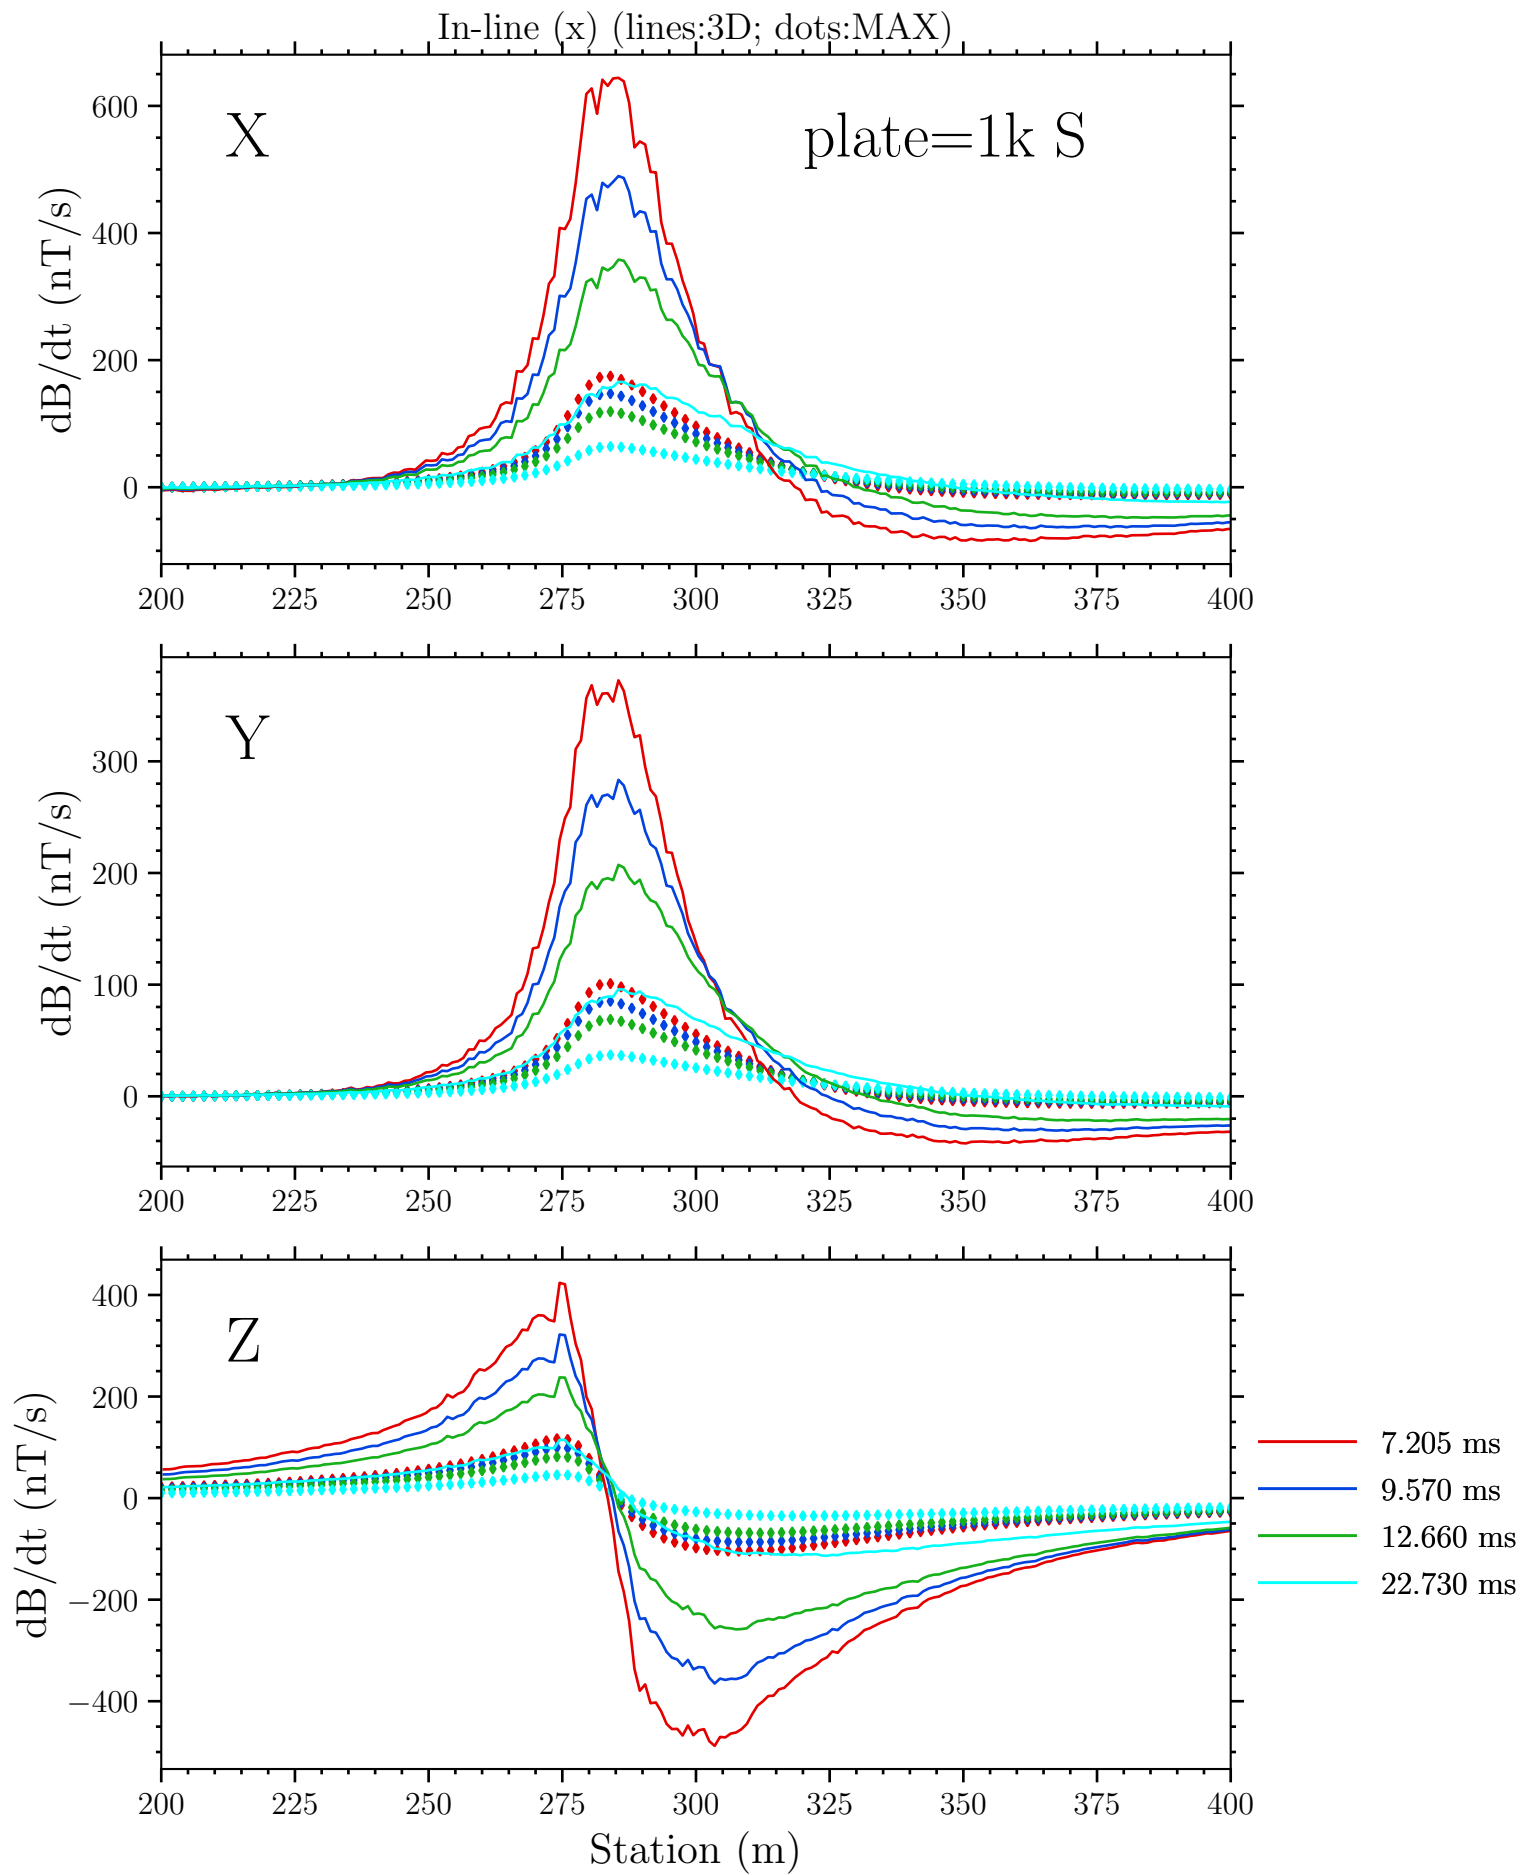 In-line (x) (lines:3D; dots:MAX)
X
plate=1k S
dB/dt (nT/s)
600
400
200
0
200 225 250 275 300 325 350 375 400
Y
dB/dt (nT/s)
300
200
100
0
200 225 250 275 300 325 350 375 400
Z
dB/dt (nT/s)
400
200
0
−200
−400
200 225 250 275 300 325 350 375 400
Station (m)
7.205 ms
9.570 ms
12.660 ms
22.730 ms